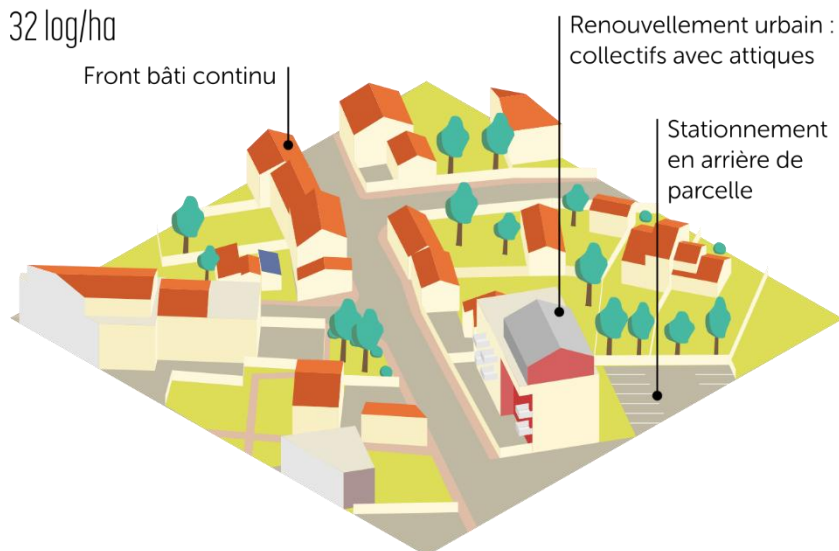 32 log/ha
Front bâti continu
Renouvellement urbain :
collectifs avec attiques
Stationnement
en arrière de
parcelle